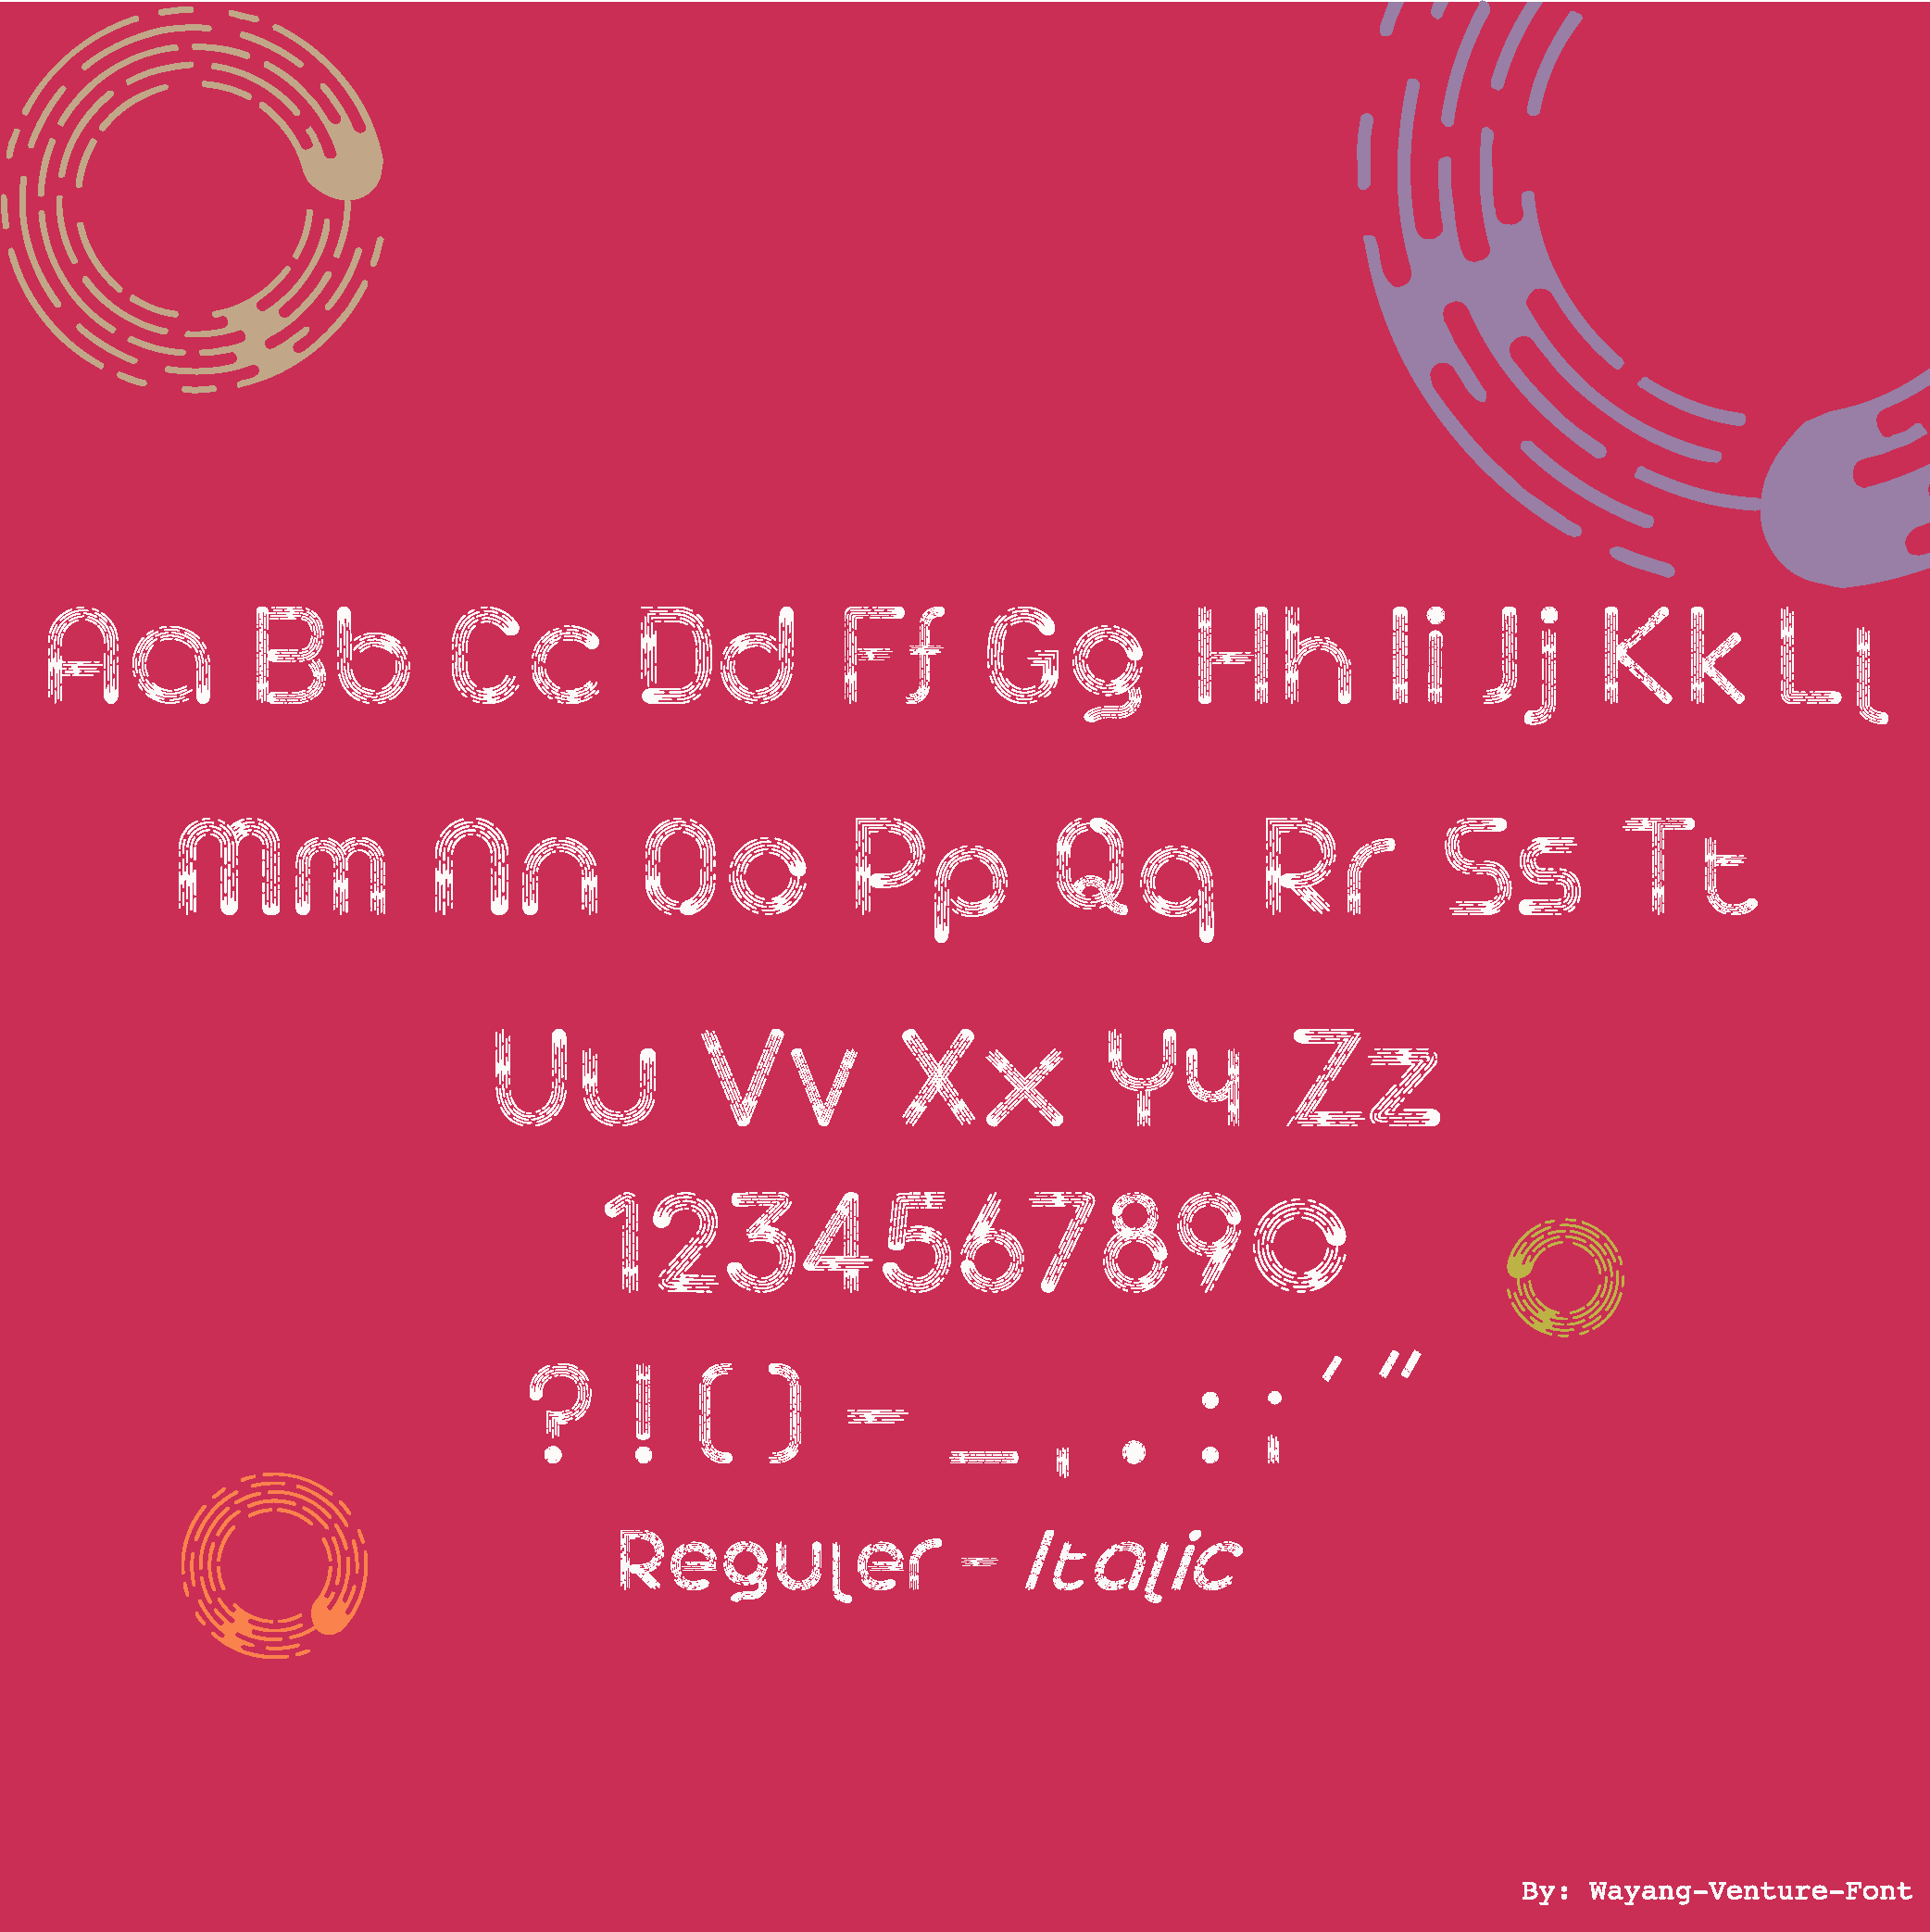 Aa Bb Cc Dd Ff Gg Hh Ii Jj Kk Ll
Mm Nn Oo Pp Qq Rr Ss Tt
Uu Vv Xx Yy Zz
1234567890
?!() - _ , . : ; ' "
Reguler - Italic
By: Wayang-Venture-Font